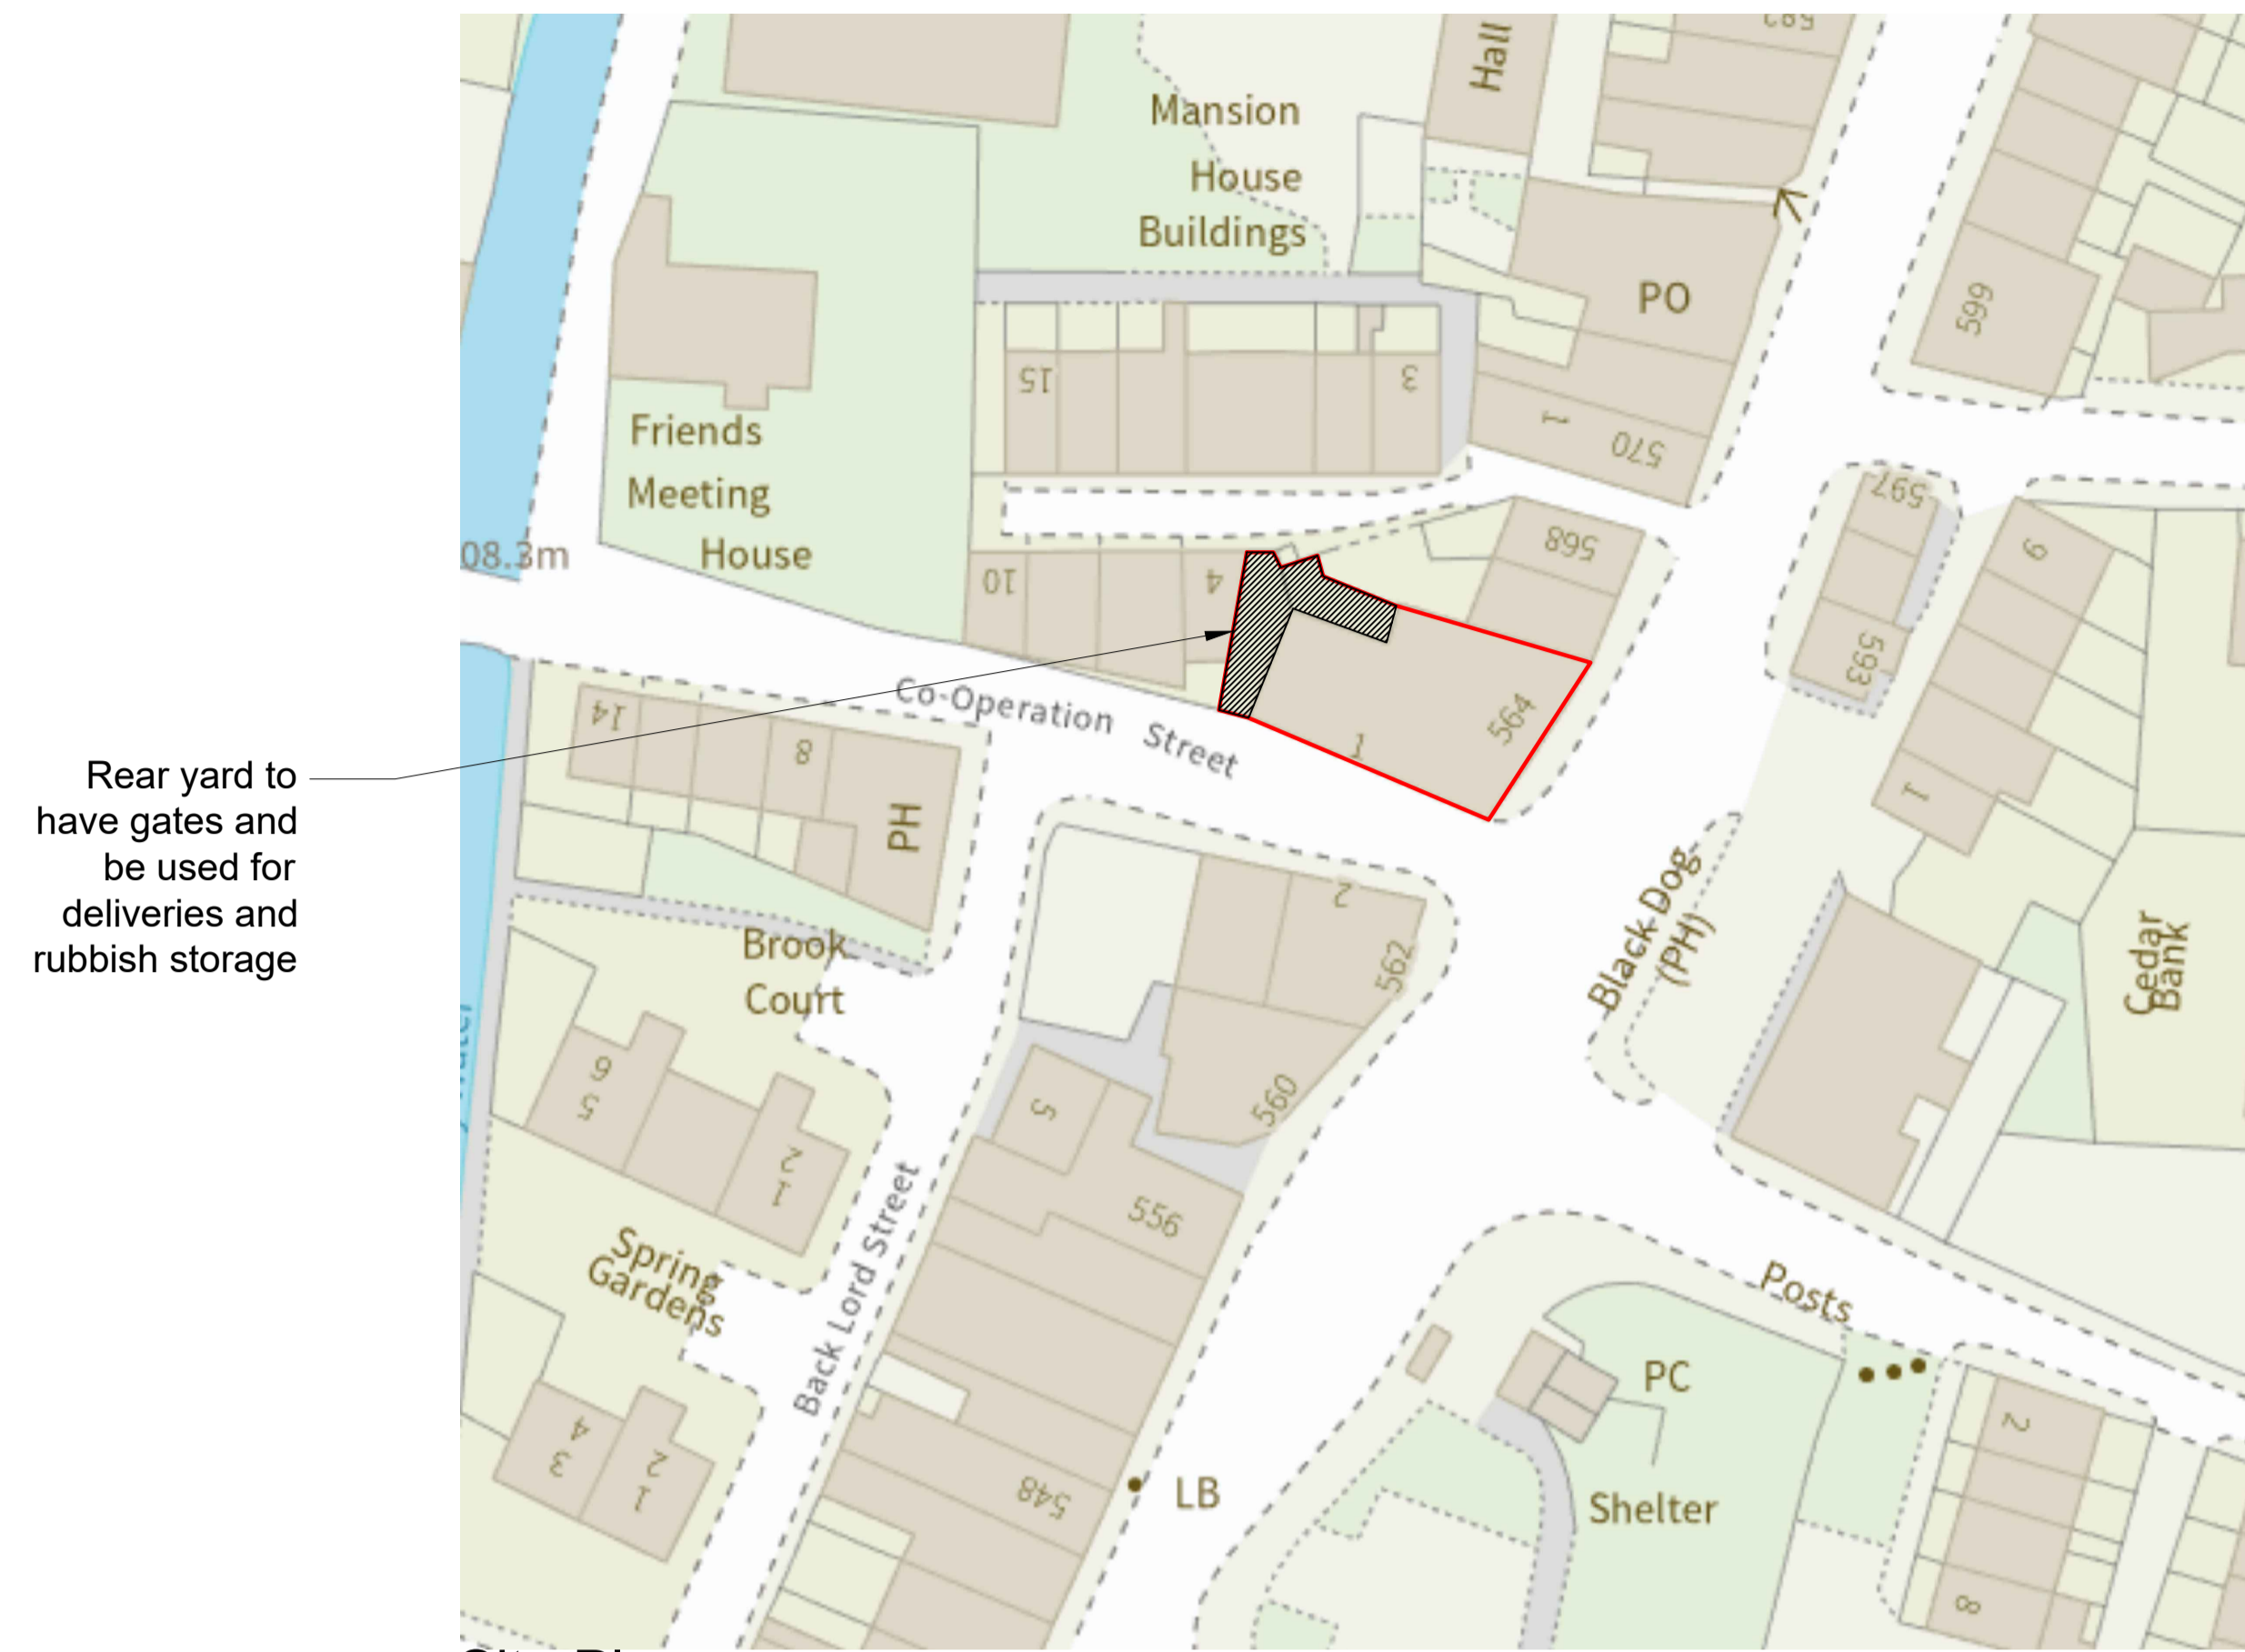 592
Hall
Mansion
House
Buildings
PO
599
15
3
1
570
Friends
Meeting
House
597
568
9
08.3m
10
4
593
564
1
Co-Operation Street
14
8
PH
1
Rear yard to
have gates and
be used for
deliveries and
rubbish storage
2
562
Black Dog
(PH)
Cedar
Bank
Brook
Court
6
5
5
560
2
1
556
Spring
Gardens
Back Lord Street
Posts
PC
4
3
2
1
548
LB
Shelter
2
8